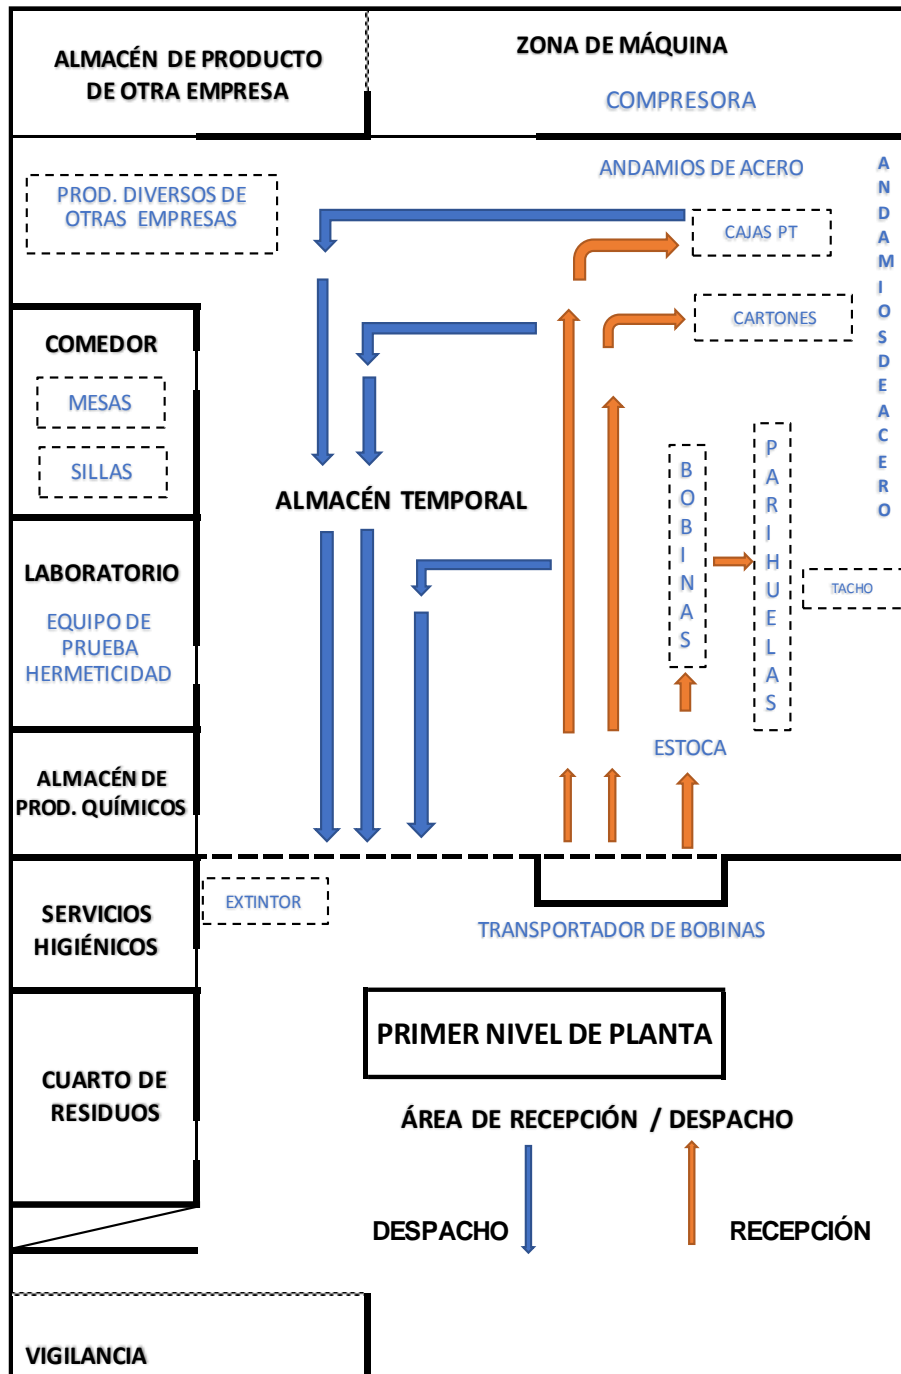 ALMACÉN DE PRODUCTO
DE OTRA EMPRESA
ZONA DE MÁQUINA
COMPRESORA
ANDAMIOS DE ACERO
ANDAMIOSDEACERO
PROD. DIVERSOS DE
OTRAS EMPRESAS
CAJAS PT
CARTONES
COMEDOR
MESAS
SILLAS
ALMACÉN TEMPORAL
BOBINAS
PARIHUELAS
TACHO
LABORATORIO
EQUIPO DE
PRUEBA
HERMETICIDAD
ESTOCA
ALMACÉN DE
PROD. QUÍMICOS
EXTINTOR
SERVICIOS
HIGIÉNICOS
TRANSPORTADOR DE BOBINAS
PRIMER NIVEL DE PLANTA
CUARTO DE
RESIDUOS
ÁREA DE RECEPCIÓN / DESPACHO
DESPACHO
RECEPCIÓN
VIGILANCIA